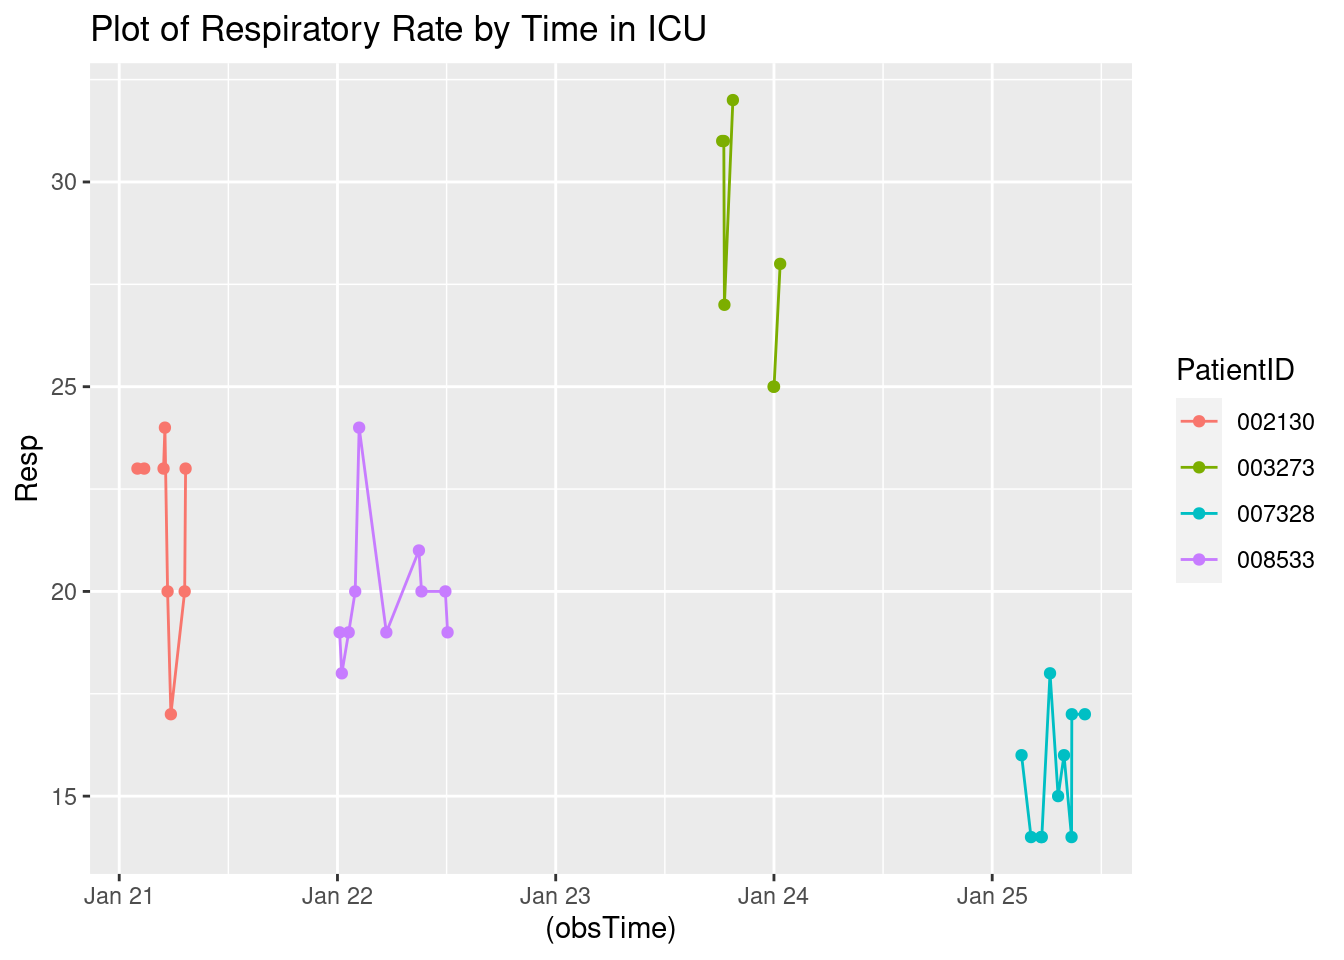 Plot of Respiratory Rate by Time in ICU
Resp
30
25
20
15
Jan 21 Jan 22 Jan 23 Jan 24 Jan 25
(obsTime)
PatientID
002130
003273
007328
008533